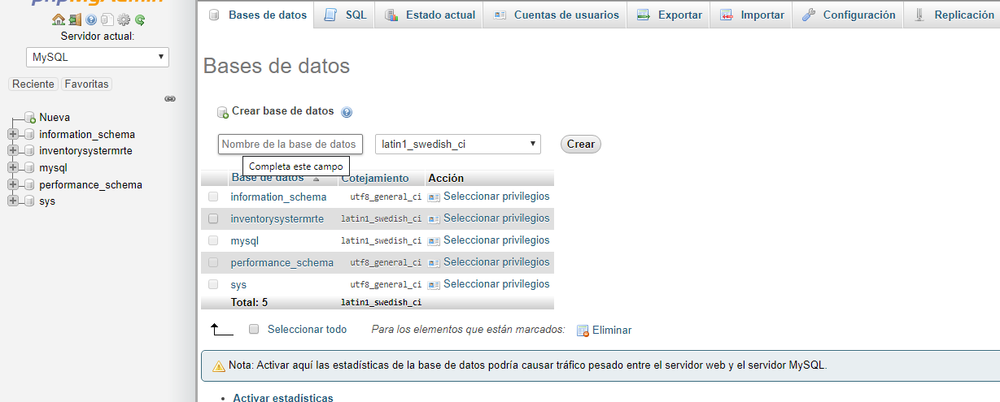 phpMyAdmin
Servidor actual:
MySQL
Reciente Favoritas
Nueva
information_schema
inventorysystermrte
mysql
performance_schema
sys
Bases de datos SQL Estado actual Cuentas de usuarios Exportar Importar Configuración Replicación
Bases de datos
Crear base de datos
Nombre de la base de datos latin1_swedish_ci Crear
Completa este campo
Base de datos Cotejamiento Acción
information_schema utf8_general_ci Seleccionar privilegios
inventorysystermrte latin1_swedish_ci Seleccionar privilegios
mysql latin1_swedish_ci Seleccionar privilegios
performance_schema utf8_general_ci Seleccionar privilegios
sys utf8_general_ci Seleccionar privilegios
Total: 5 latin1_swedish_ci
Seleccionar todo Para los elementos que están marcados: Eliminar
Nota: Activar aquí las estadísticas de la base de datos podría causar tráfico pesado entre el servidor web y el servidor MySQL.
• Activar estadísticas